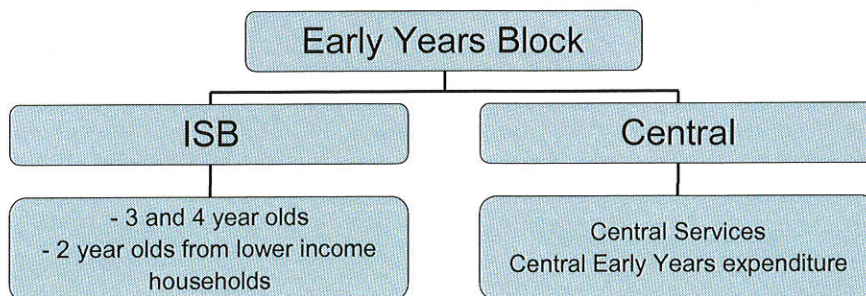 Early Years Block
ISB
Central
- 3 and 4 year olds
- 2 year olds from lower income
households
Central Services
Central Early Years expenditure